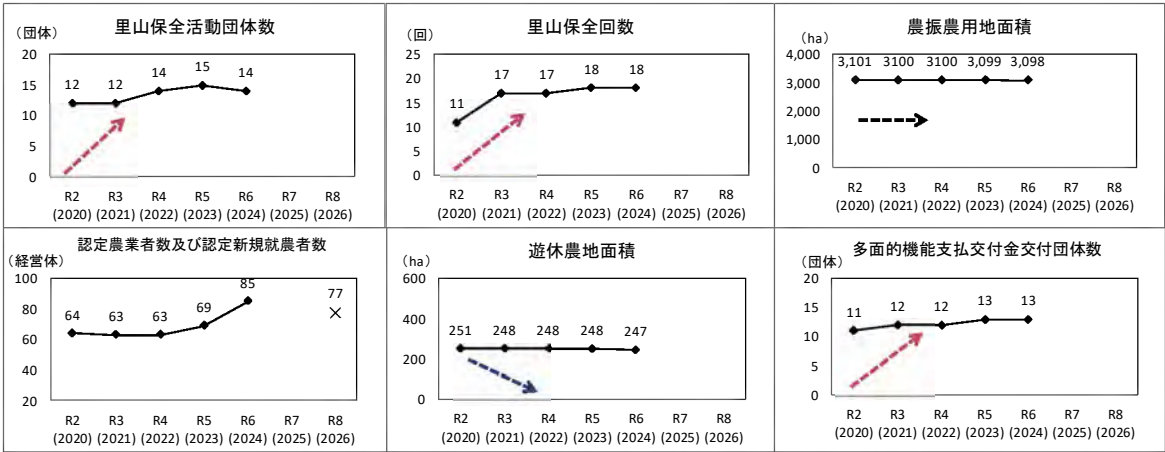 里山保全活動団体数
（団体）
20
15
10
5
0
12
12
14
15
14
R2
R3
R4
R5
R6
R7
R8
(2020)
(2021)
(2022)
(2023)
(2024)
(2025)
(2026)
里山保全回数
（回）
25
20
15
10
5
0
11
17
17
18
18
R2
R3
R4
R5
R6
R7
R8
(2020)
(2021)
(2022)
(2023)
(2024)
(2025)
(2026)
農振農用地面積
（ha）
4,000
3,000
2,000
1,000
0
3,101
3100
3100
3,099
3,098
R2
R3
R4
R5
R6
R7
R8
(2020)
(2021)
(2022)
(2023)
(2024)
(2025)
(2026)
認定農業者数及び認定新規就農者数
（経営体）
100
80
60
40
20
64
63
63
69
85
77
R2
R3
R4
R5
R6
R7
R8
(2020)
(2021)
(2022)
(2023)
(2024)
(2025)
(2026)
遊休農地面積
（ha）
600
400
200
0
251
248
248
248
247
R2
R3
R4
R5
R6
R7
R8
(2020)
(2021)
(2022)
(2023)
(2024)
(2025)
(2026)
多面的機能支払交付金交付団体数
（団体）
20
15
10
5
0
11
12
12
13
13
R2
R3
R4
R5
R6
R7
R8
(2020)
(2021)
(2022)
(2023)
(2024)
(2025)
(2026)